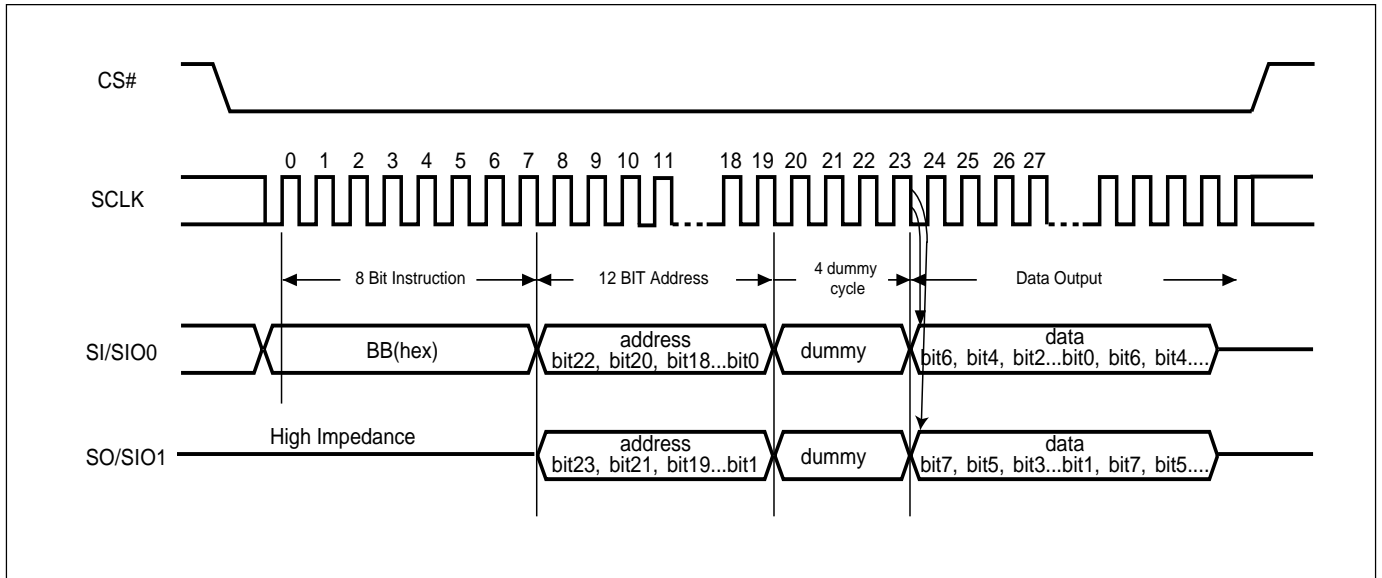 CS#
0 1 2 3 4 5 6 7 8 9 10 11 18 19 20 21 22 23 24 25 26 27
SCLK
8 Bit Instruction
12 BIT Address
4 dummy
cycle
Data Output
SI/SIO0
BB(hex)
address
bit22, bit20, bit18...bit0
dummy
data
bit6, bit4, bit2...bit0, bit6, bit4....
High Impedance
SO/SIO1
address
bit23, bit21, bit19...bit1
dummy
data
bit7, bit5, bit3...bit1, bit7, bit5....